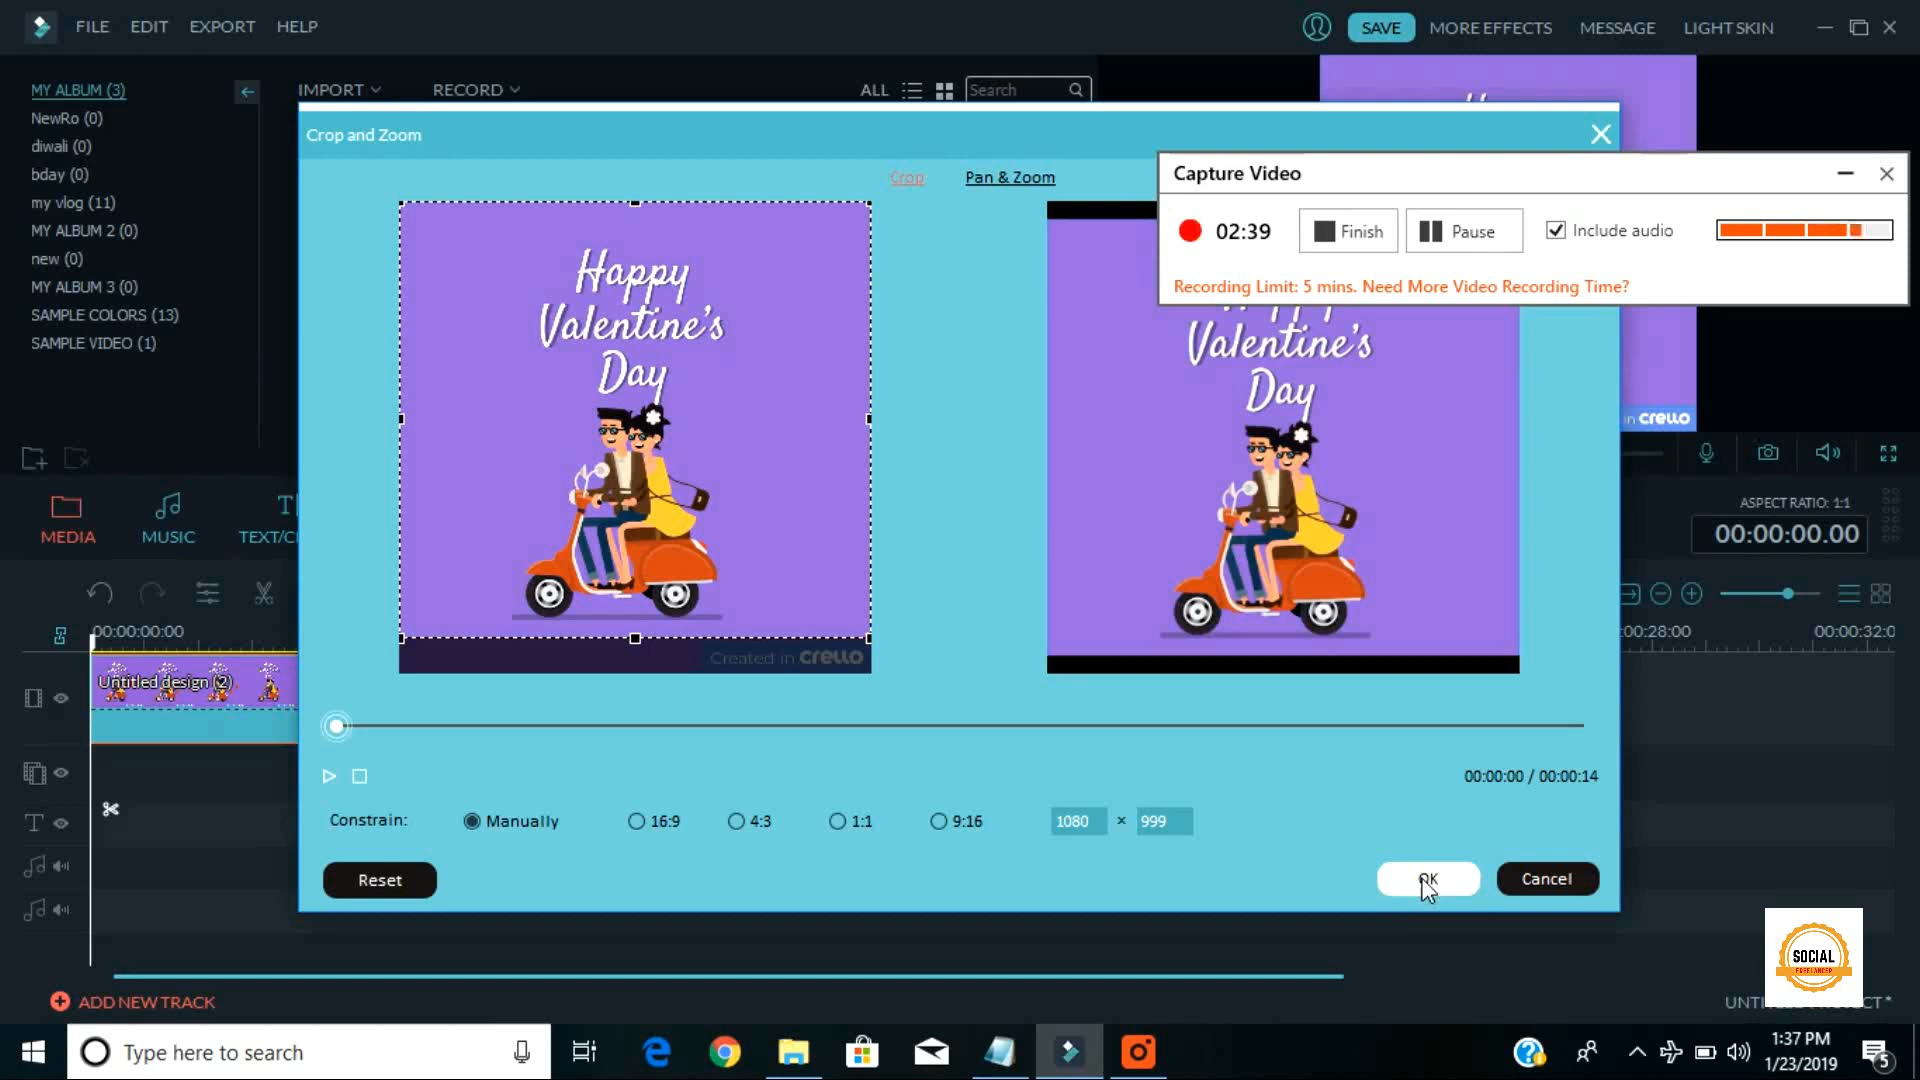 FILE EDIT EXPORT HELP
SAVE MORE EFFECTS MESSAGE LIGHT SKIN
MY ALBUM (3)
NewRo (0)
diwali (0)
bday (0)
my vlog (11)
MY ALBUM 2 (0)
new (0)
MY ALBUM 3 (0)
SAMPLE COLORS (13)
SAMPLE VIDEO (1)
IMPORT RECORD ALL Search
Crop and Zoom
Crop Pan & Zoom
Capture Video
02:39 Finish Pause Include audio
Recording Limit: 5 mins. Need More Video Recording Time?
Happy
Valentine's
Day
Created in crello
Valentine's
Day
in crello
MEDIA MUSIC
ASPECT RATIO: 1:1
00:00:00.00
00:00:00:00
:00:28:00 00:00:32:0
Untitled design (2)
00:00:00 / 00:00:14
Constrain: Manually 16:9 4:3 1:1 9:16 1080 × 999
Reset OK Cancel
SOCIAL
FREELANCER
ADD NEW TRACK
Type here to search
1:37 PM
1/23/2019
5